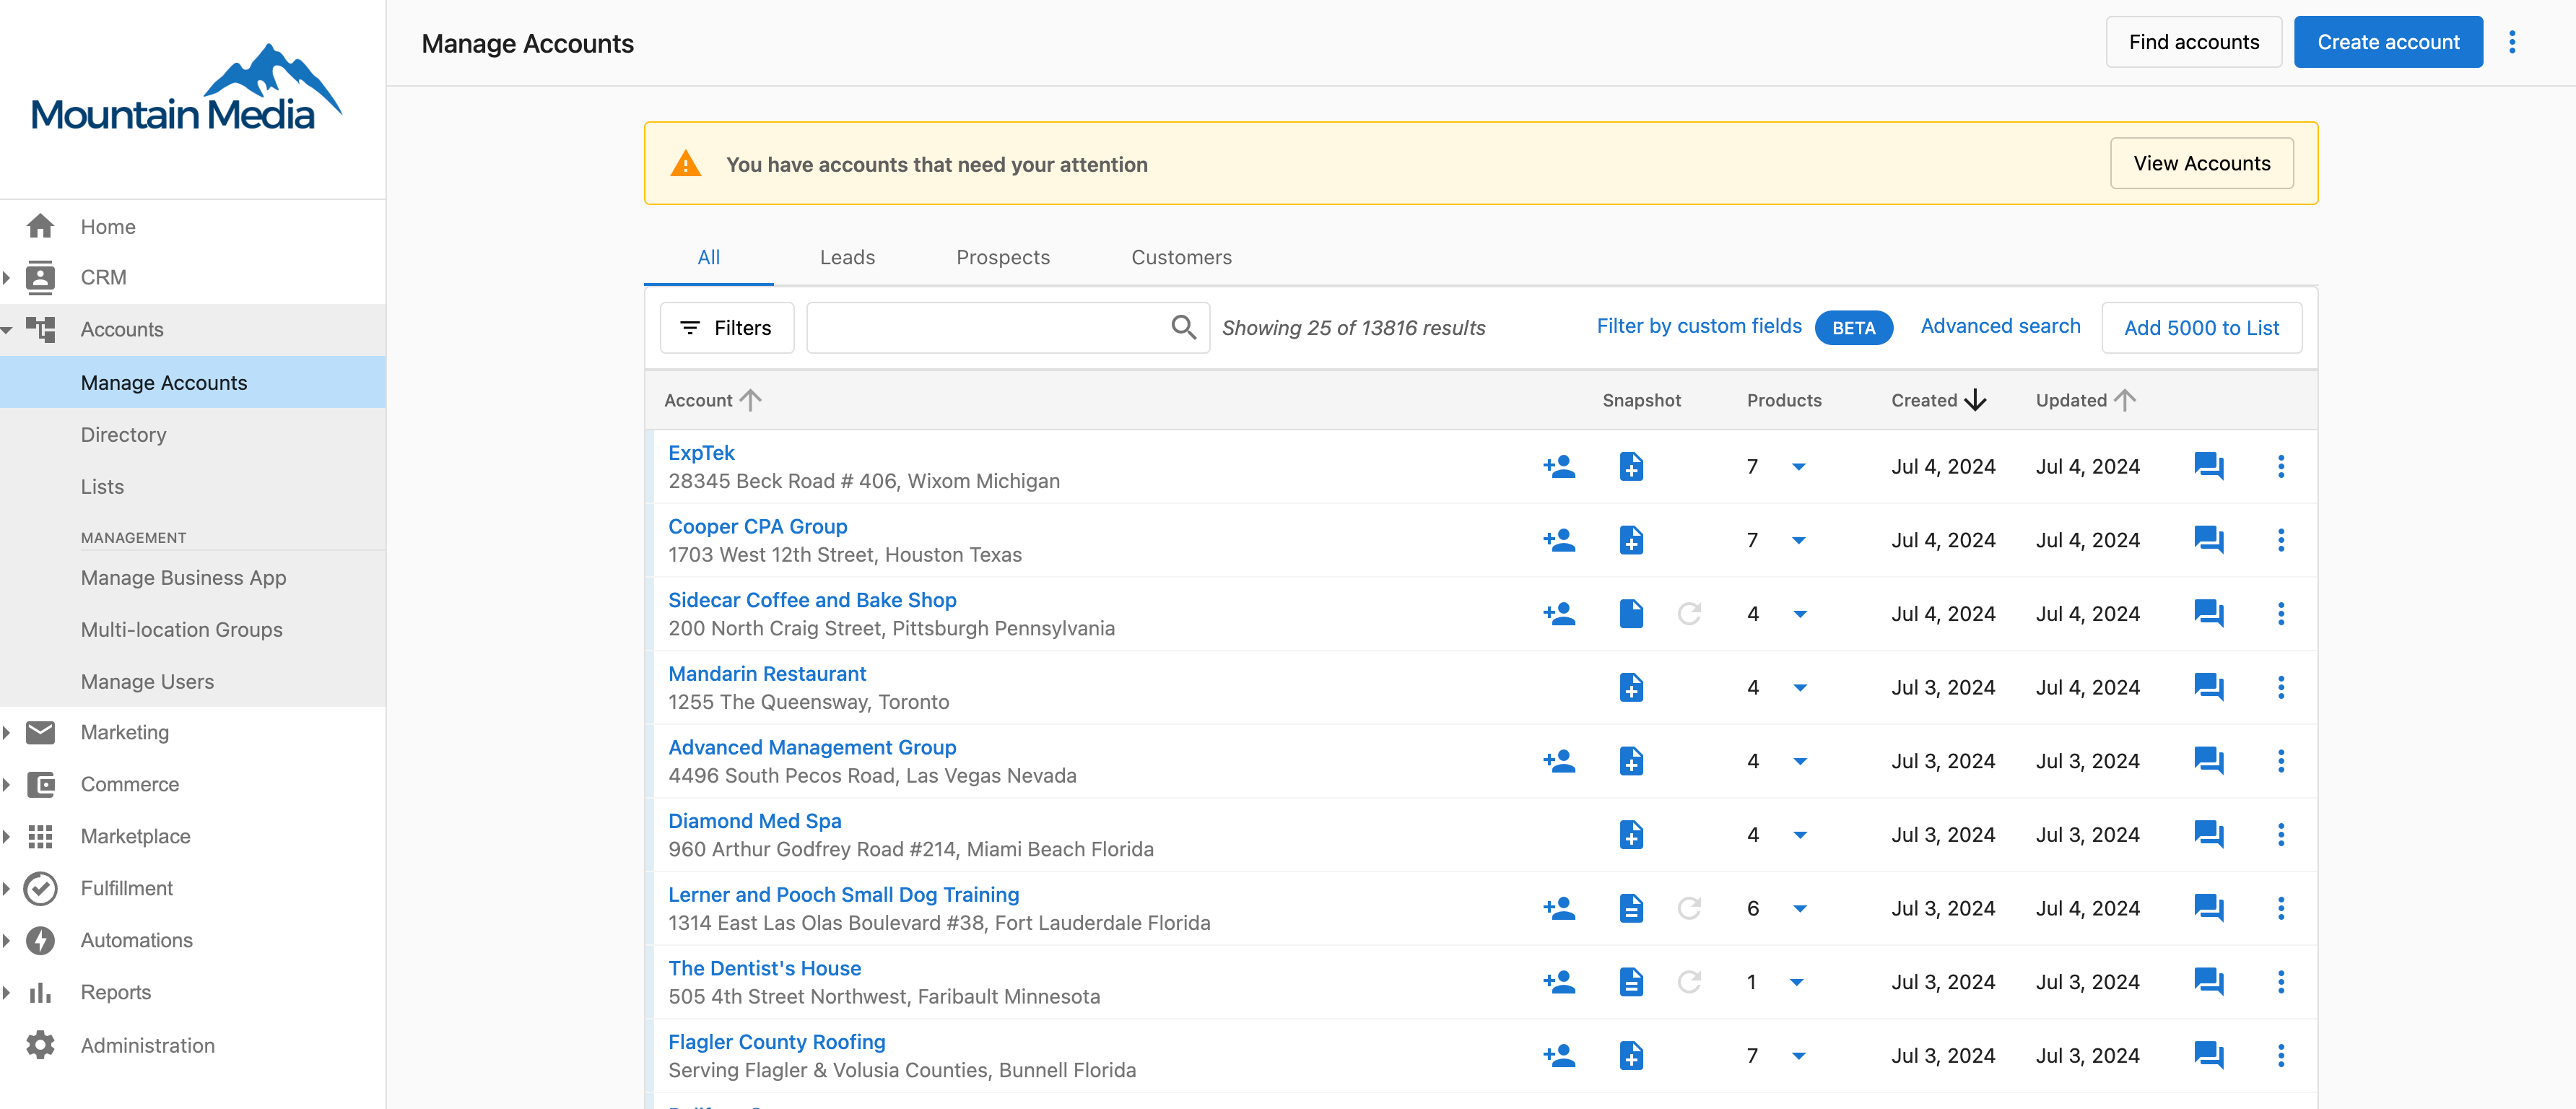 Mountain Media
Home
CRM
Accounts
Manage Accounts
Directory
Lists
MANAGEMENT
Manage Business App
Multi-location Groups
Manage Users
Marketing
Commerce
Marketplace
Fulfillment
Automations
Reports
Administration
Manage Accounts
Find accounts
Create account
You have accounts that need your attention
View Accounts
All Leads Prospects Customers
Filters
Showing 25 of 13816 results
Filter by custom fields BETA
Advanced search
Add 5000 to List
Account Snapshot Products Created Updated
ExpTek
28345 Beck Road # 406, Wixom Michigan
7 Jul 4, 2024 Jul 4, 2024
Cooper CPA Group
1703 West 12th Street, Houston Texas
7 Jul 4, 2024 Jul 4, 2024
Sidecar Coffee and Bake Shop
200 North Craig Street, Pittsburgh Pennsylvania
4 Jul 4, 2024 Jul 4, 2024
Mandarin Restaurant
1255 The Queensway, Toronto
4 Jul 3, 2024 Jul 4, 2024
Advanced Management Group
4496 South Pecos Road, Las Vegas Nevada
4 Jul 3, 2024 Jul 3, 2024
Diamond Med Spa
960 Arthur Godfrey Road #214, Miami Beach Florida
4 Jul 3, 2024 Jul 3, 2024
Lerner and Pooch Small Dog Training
1314 East Las Olas Boulevard #38, Fort Lauderdale Florida
6 Jul 3, 2024 Jul 4, 2024
The Dentist's House
505 4th Street Northwest, Faribault Minnesota
1 Jul 3, 2024 Jul 3, 2024
Flagler County Roofing
Serving Flagler & Volusia Counties, Bunnell Florida
7 Jul 3, 2024 Jul 3, 2024